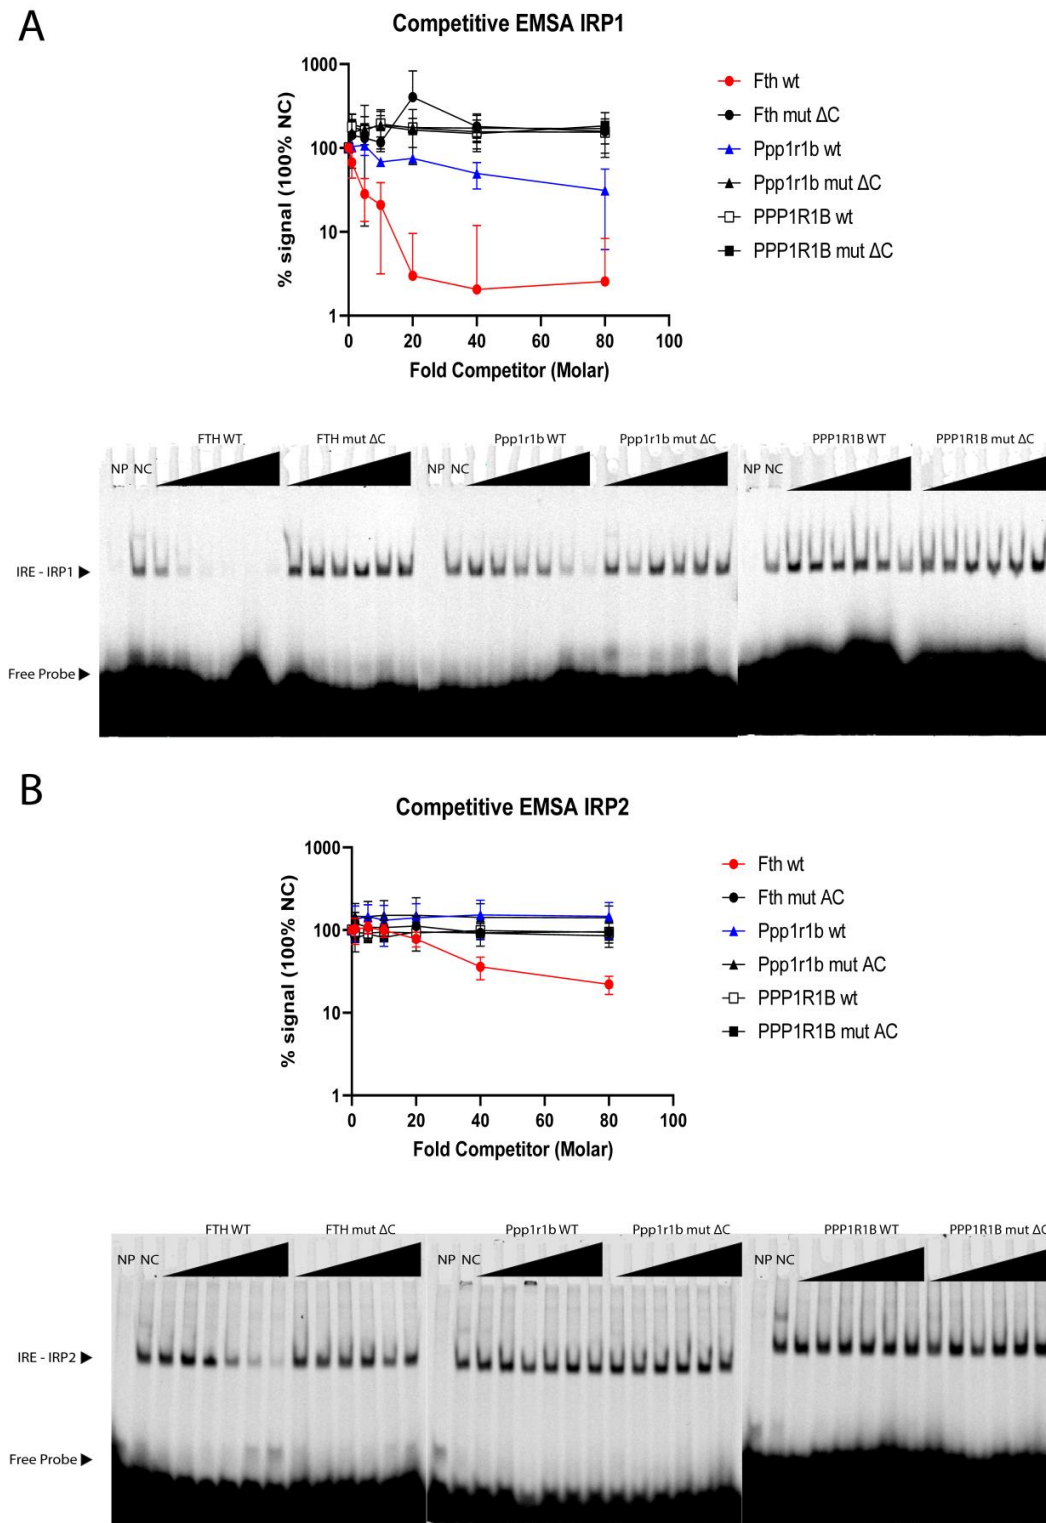 A
Competitive EMSA IRP1
1000
100
10
1
% signal (100% NC)
0 20 40 60 80 100
Fold Competitor (Molar)
Fth wt
Fth mut ΔC
Ppp1r1b wt
Ppp1r1b mut ΔC
PPP1R1B wt
PPP1R1B mut ΔC
FTH WT FTH mut ΔC Ppp1r1b WT Ppp1r1b mut ΔC PPP1R1B WT PPP1R1B mut ΔC
NP NC NP NC NP NC
IRE - IRP1
Free Probe
B
Competitive EMSA IRP2
1000
100
10
1
% signal (100% NC)
0 20 40 60 80 100
Fold Competitor (Molar)
Fth wt
Fth mut AC
Ppp1r1b wt
Ppp1r1b mut AC
PPP1R1B wt
PPP1R1B mut AC
FTH WT FTH mut ΔC Ppp1r1b WT Ppp1r1b mut ΔC PPP1R1B WT PPP1R1B mut ΔC
NP NC NP NC NP NC
IRE - IRP2
Free Probe